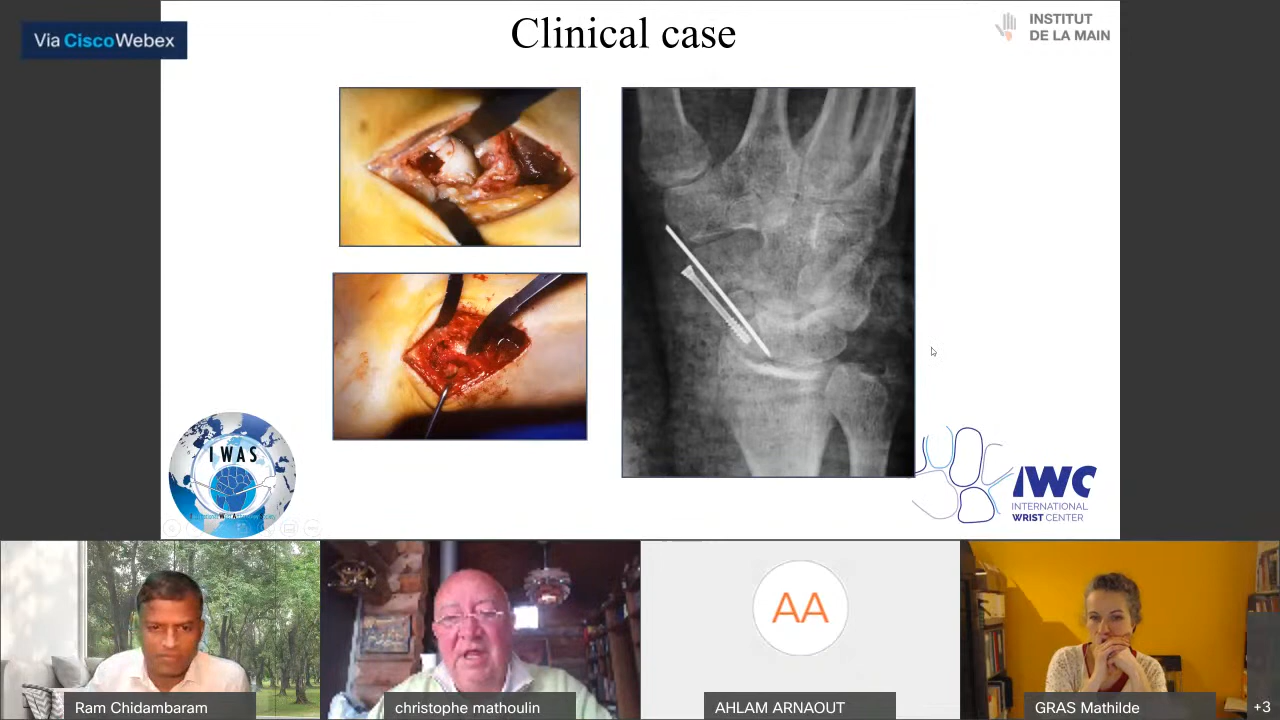 Clinical case
Via CiscoWebex
INSTITUT
DE LA MAIN
IWAS
IWC
INTERNATIONAL
WRIST CENTER
AA
Ram Chidambaram
christophe mathoulin
AHLAM ARNAOUT
GRAS Mathilde
+3